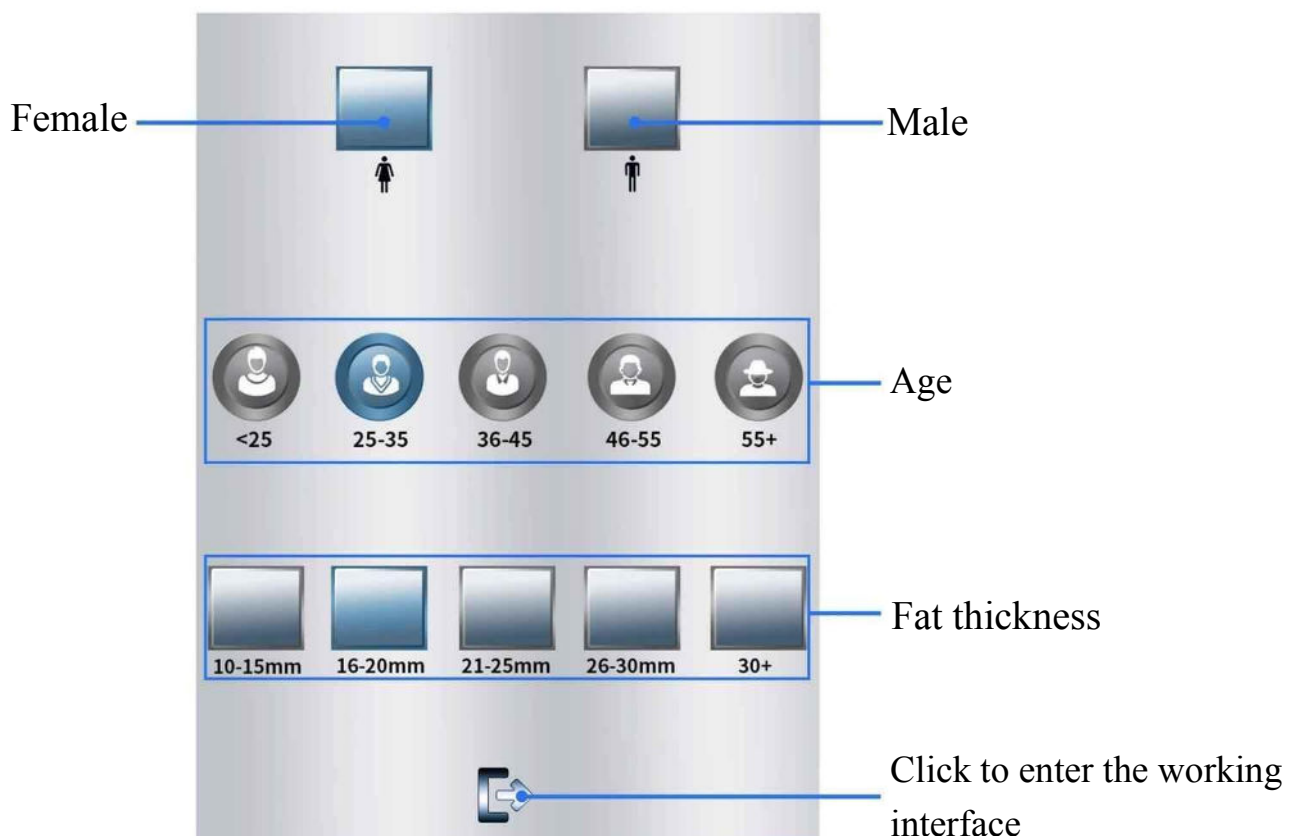 Female
Male
<25
25-35
36-45
46-55
55+
Age
10-15mm
16-20mm
21-25mm
26-30mm
30+
Fat thickness
Click to enter the working
interface